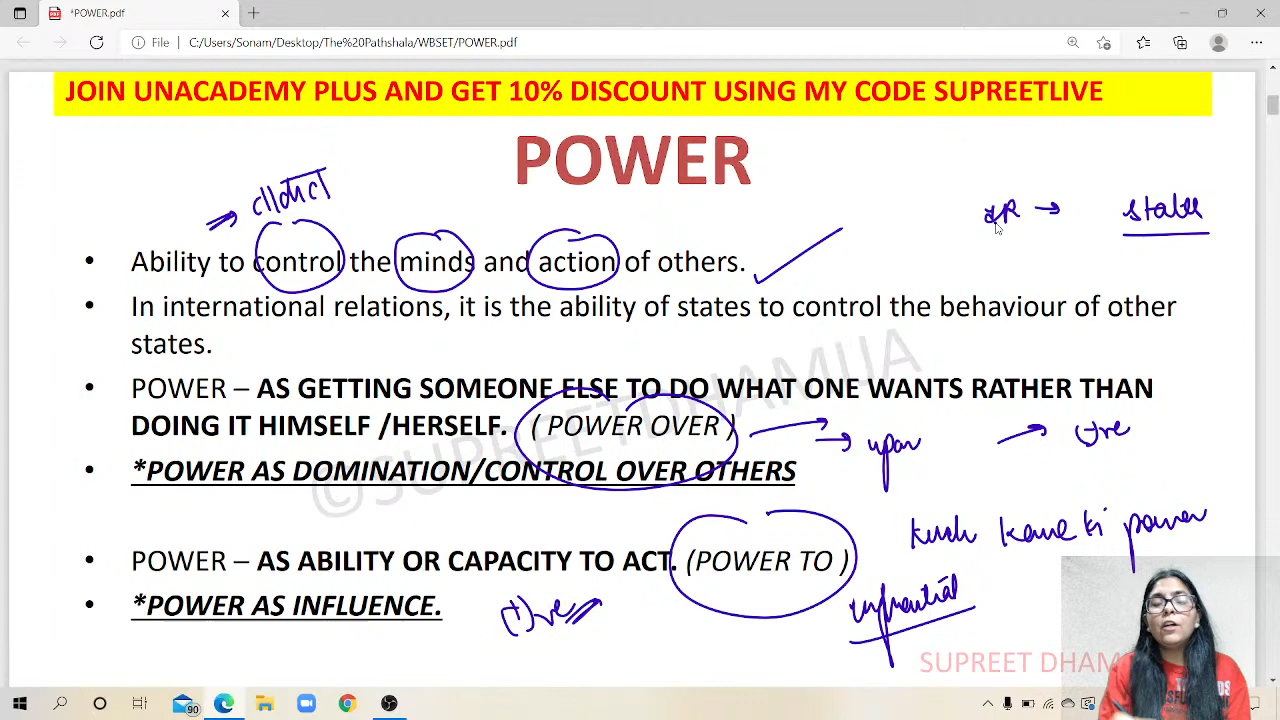 *POWER.pdf
File C:/Users/Sonam/Desktop/The%20Pathshala/WBSET/POWER.pdf
JOIN UNACADEMY PLUS AND GET 10% DISCOUNT USING MY CODE SUPREETLIVE
POWER
IR → states
• Ability to control the minds and action of others.
• In international relations, it is the ability of states to control the behaviour of other
states.
• POWER – AS GETTING SOMEONE ELSE TO DO WHAT ONE WANTS RATHER THAN
DOING IT HIMSELF /HERSELF. ( POWER OVER )
→ upar → -ve
• *POWER AS DOMINATION/CONTROL OVER OTHERS
kuch karne ki power
• POWER – AS ABILITY OR CAPACITY TO ACT. (POWER TO )
• *POWER AS INFLUENCE.
(+)ve
influential
©SUPREET DHAMIJA
SUPREET DHAM
90